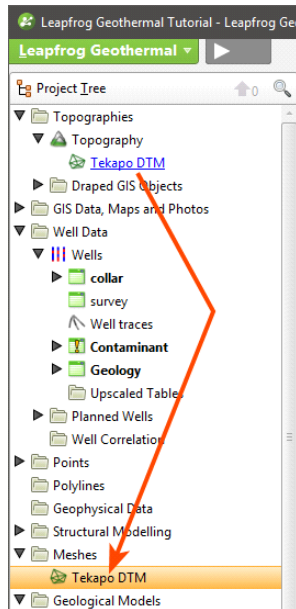 Leapfrog Geothermal Tutorial - Leapfrog Geo
Leapfrog Geothermal
Project Tree 0
Topographies
Topography
Tekapo DTM
Draped GIS Objects
GIS Data, Maps and Photos
Well Data
Wells
collar
survey
Well traces
Contaminant
Geology
Upscaled Tables
Planned Wells
Well Correlation
Points
Polylines
Geophysical Data
Structural Modelling
Meshes
Tekapo DTM
Geological Models